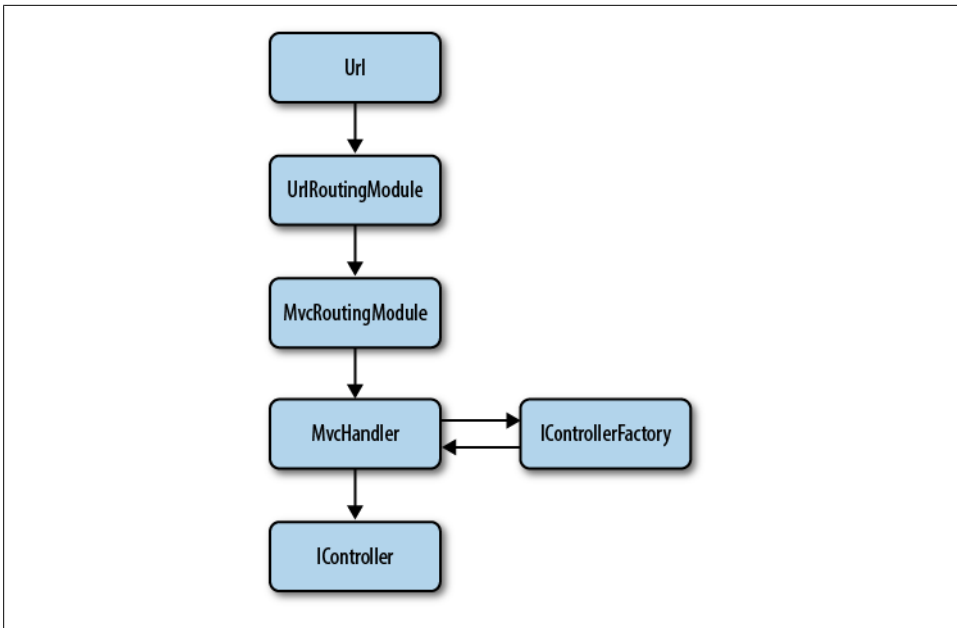 Url
UrlRoutingModule
MvcRoutingModule
MvcHandler
IControllerFactory
IController